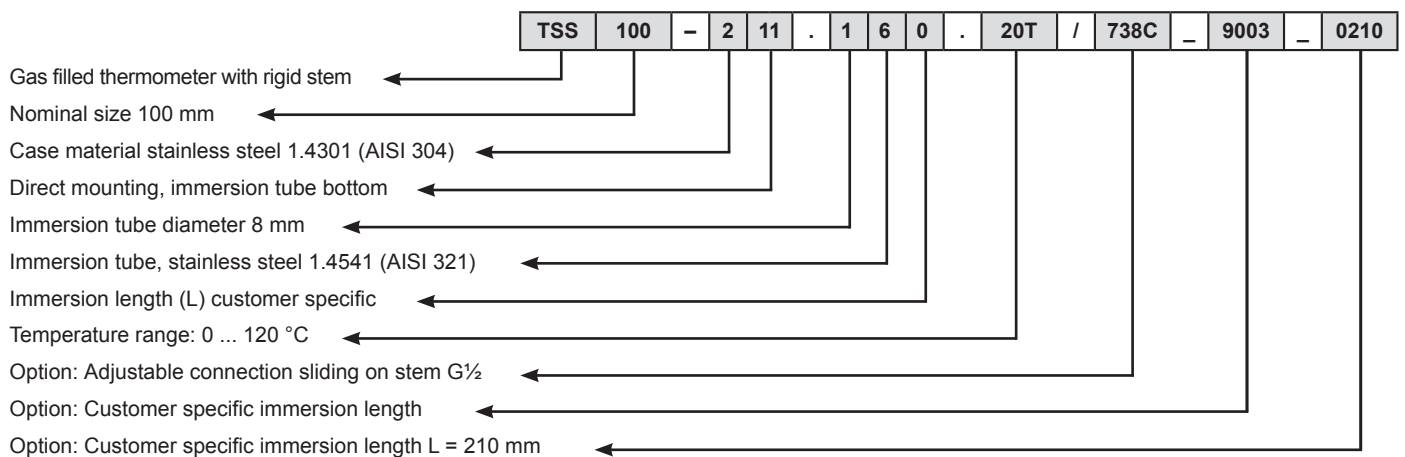 TSS 100 – 2 11 . 1 6 0 . 20T / 738C _ 9003 _ 0210
Gas filled thermometer with rigid stem
Nominal size 100 mm
Case material stainless steel 1.4301 (AISI 304)
Direct mounting, immersion tube bottom
Immersion tube diameter 8 mm
Immersion tube, stainless steel 1.4541 (AISI 321)
Immersion length (L) customer specific
Temperature range: 0 ... 120 °C
Option: Adjustable connection sliding on stem G½
Option: Customer specific immersion length
Option: Customer specific immersion length L = 210 mm